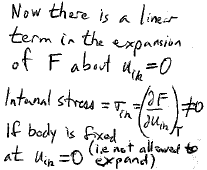 Now there is a linear
term in the expansion
of F about u_ik = 0
Internal stress = σ_ik = (∂F/∂u_ik)_T ≠ 0
If body is fixed
at u_ik = 0 (i.e. not allowed to expand)